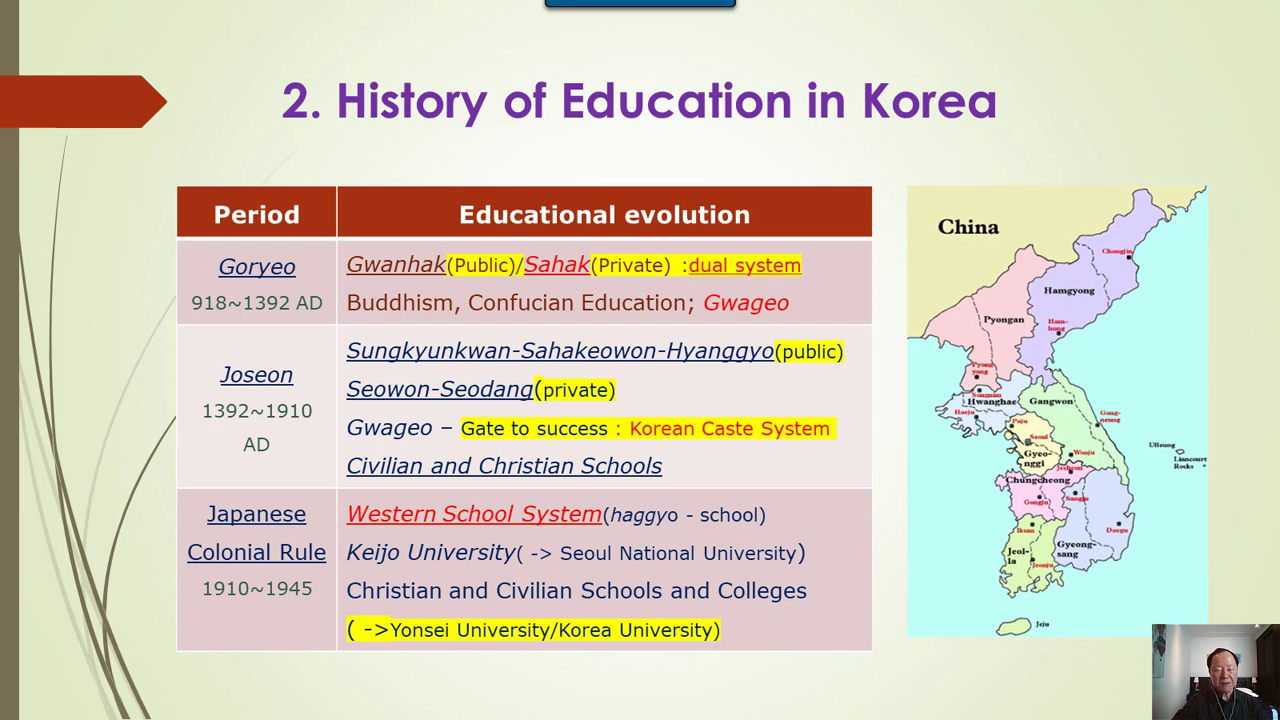 2. History of Education in Korea
Period
Educational evolution
Goryeo
918~1392 AD
Gwanhak(Public)/Sahak(Private) :dual system
Buddhism, Confucian Education; Gwageo
Joseon
1392~1910
AD
Sungkyunkwan-Sahakeowon-Hyanggyo(public)
Seowon-Seodang(private)
Gwageo – Gate to success : Korean Caste System
Civilian and Christian Schools
Japanese
Colonial Rule
1910~1945
Western School System(haggyo - school)
Keijo University( -> Seoul National University)
Christian and Civilian Schools and Colleges
( ->Yonsei University/Korea University)
China
Chongjin
Hamgyong
Pyongan
Ham-
hung
Pyong
yang
Hwanghae
Haeju
Gangwon
Gang-
neung
Paju
Seoul
Gyeo-
nggi
Wonju
Ulleung
Liancourt
Rocks
Jecheon
Chungcheong
Gongju
Sangju
Iksan
Daegu
Jeol-
la
Jeonju
Gyeong-
sang
Jeju